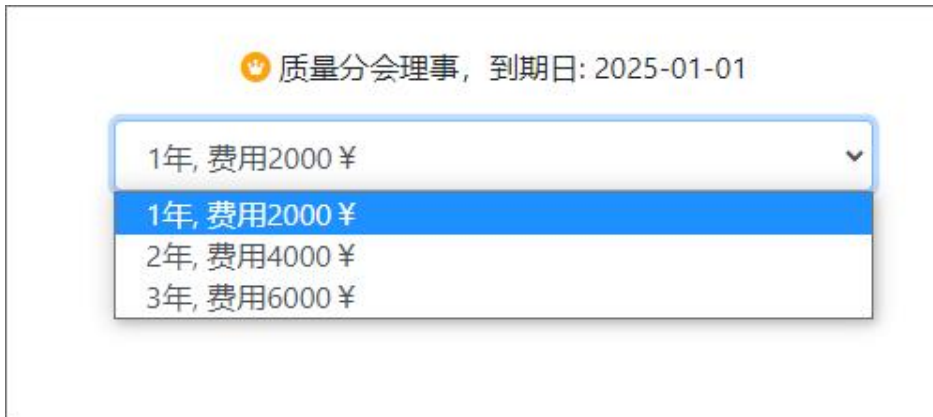 质量分会理事，到期日: 2025-01-01
1年, 费用2000￥
1年, 费用2000￥
2年, 费用4000￥
3年, 费用6000￥